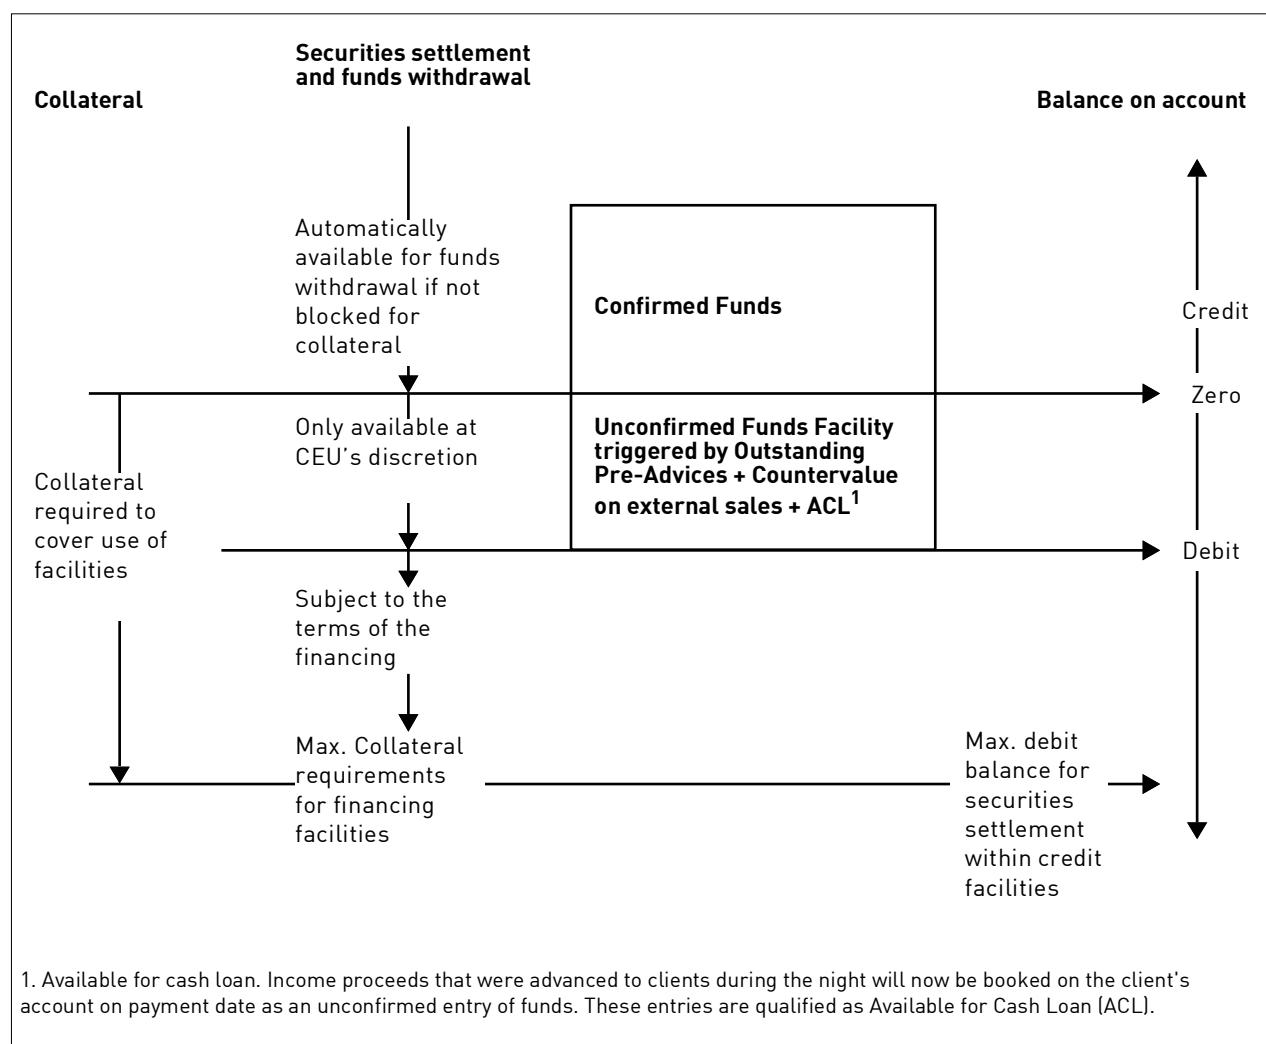 Securities settlement
and funds withdrawal
Collateral
Balance on account
Automatically
available for funds
withdrawal if not
blocked for
collateral
Confirmed Funds
Credit
Zero
Only available at
CEU's discretion
Unconfirmed Funds Facility
triggered by Outstanding
Pre-Advices + Countervalue
on external sales + ACL1
Collateral
required to
cover use of
facilities
Debit
Subject to the
terms of the
financing
Max. Collateral
requirements
for financing
facilities
Max. debit
balance for
securities
settlement
within credit
facilities
1. Available for cash loan. Income proceeds that were advanced to clients during the night will now be booked on the client's
account on payment date as an unconfirmed entry of funds. These entries are qualified as Available for Cash Loan (ACL).